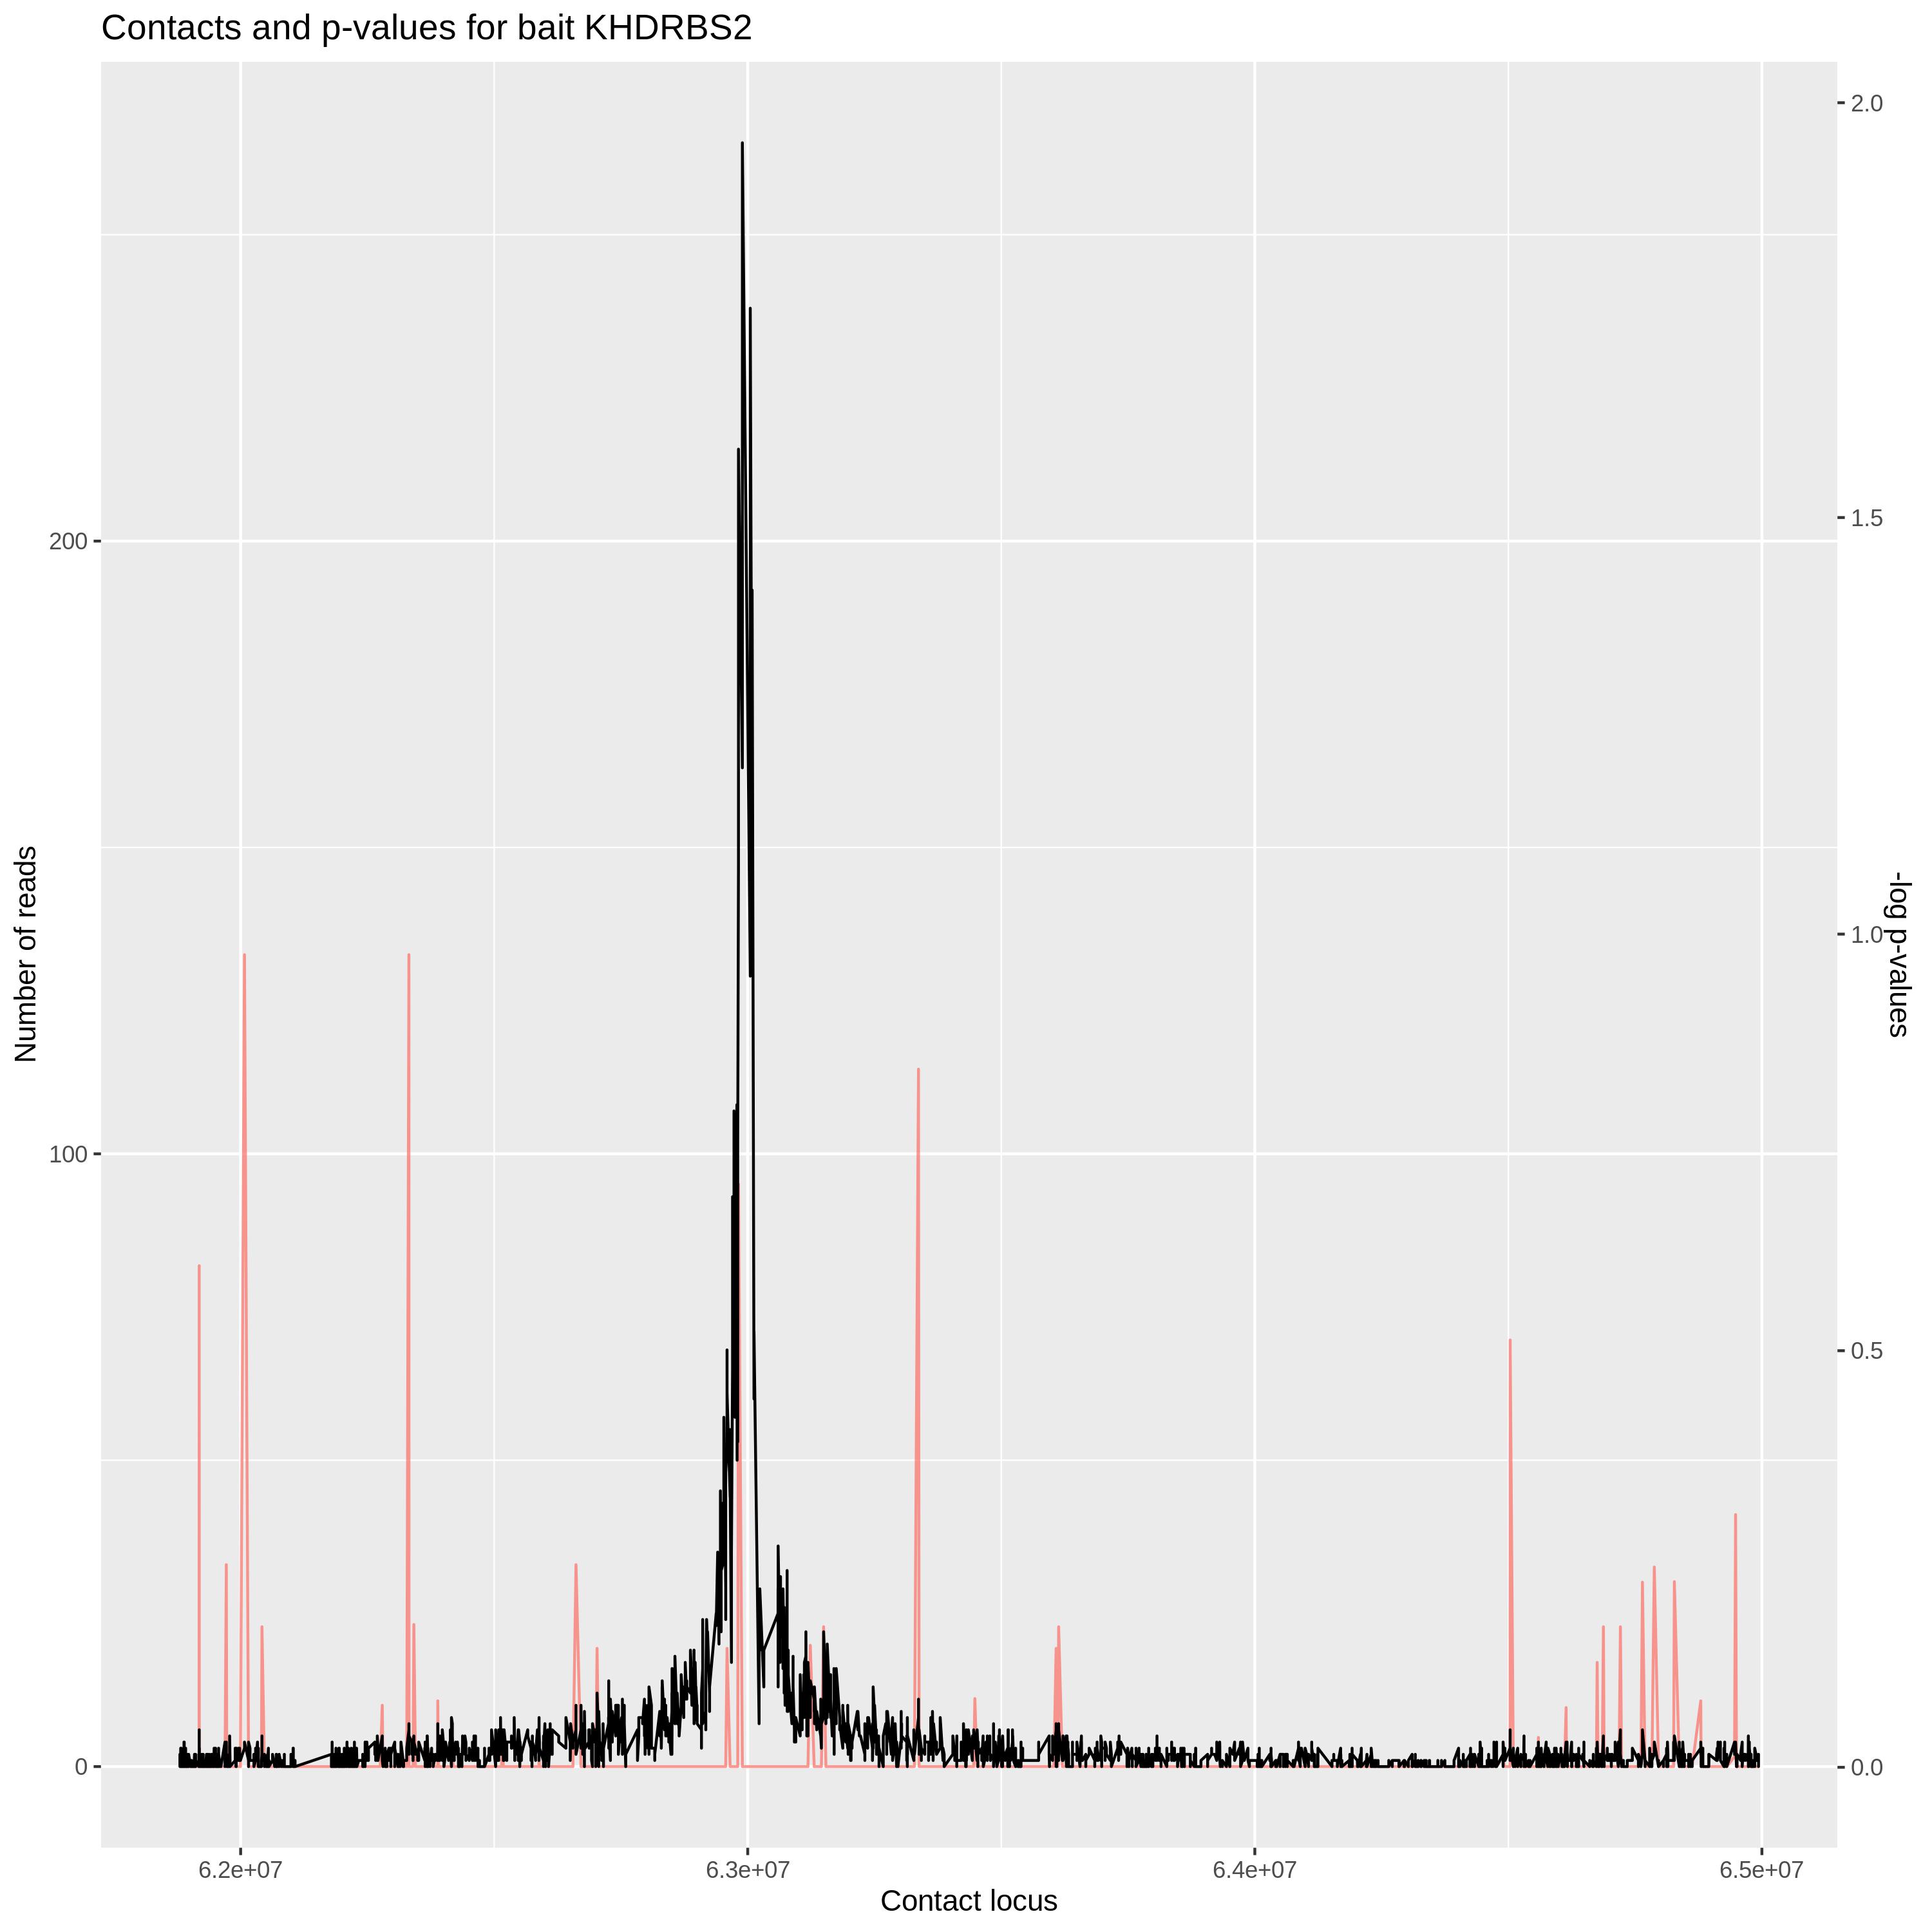 Contacts and p-values for bait KHDRBS2
Number of reads
200
100
0
2.0
1.5
1.0
0.5
0.0
-log p-values
6.2e+07
6.3e+07
6.4e+07
6.5e+07
Contact locus